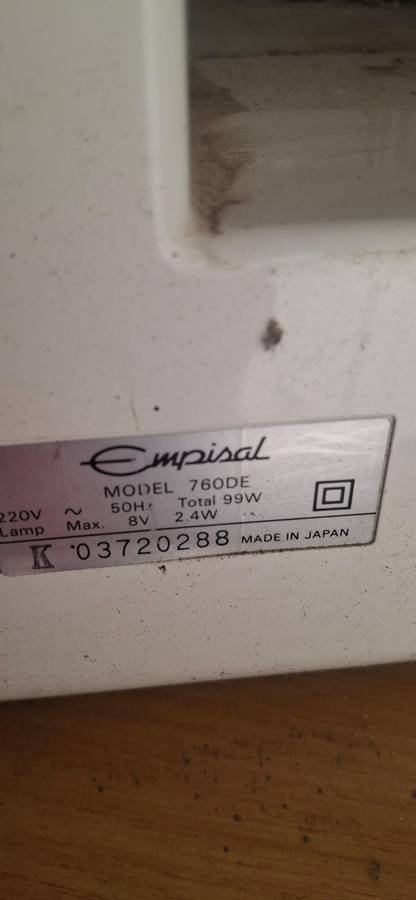 Empisal
MODEL 760DE
220V ~ 50Hz Total 99W
Lamp Max. 8V 2.4W
K 03720288 MADE IN JAPAN